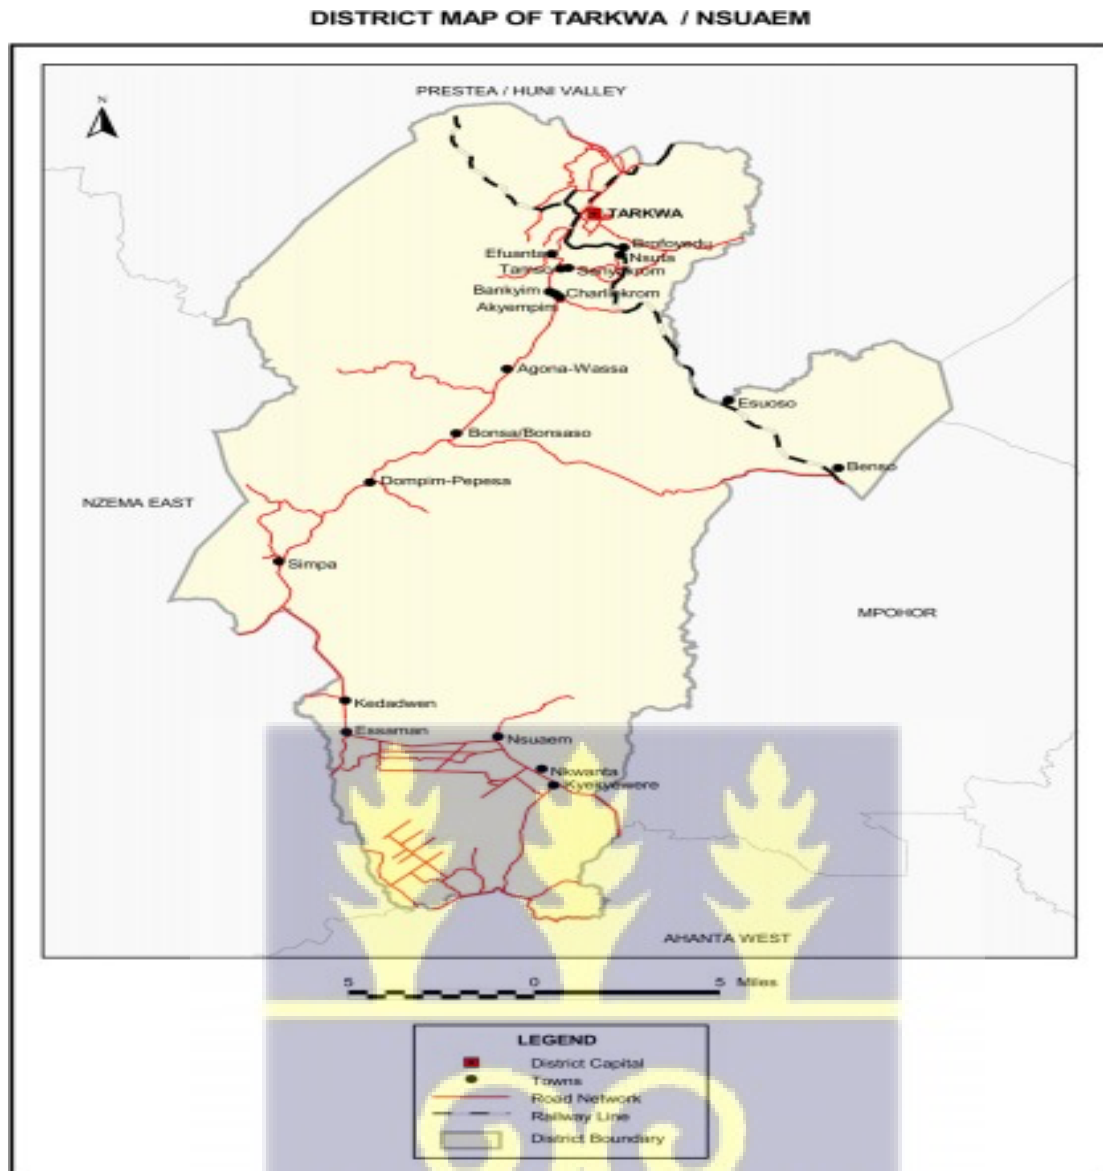 DISTRICT MAP OF TARKWA / NSUAEM
PRESTEA / HUNI VALLEY
N
TARKWA
Brofoyedu
Efuanta
Nsuta
Tamso
Bankyim
Charliekrom
Akyempim
Agona-Wassa
Esuoso
Bonsa/Bonsaso
Benso
Dompim-Pepesa
NZEMA EAST
Simpa
MPOHOR
Kedadwen
Essaman
Nsuaem
Nkwanta
Kyekyewere
AHANTA WEST
5 0 5 Miles
LEGEND
District Capital
Towns
Road Network
Railway Line
District Boundary